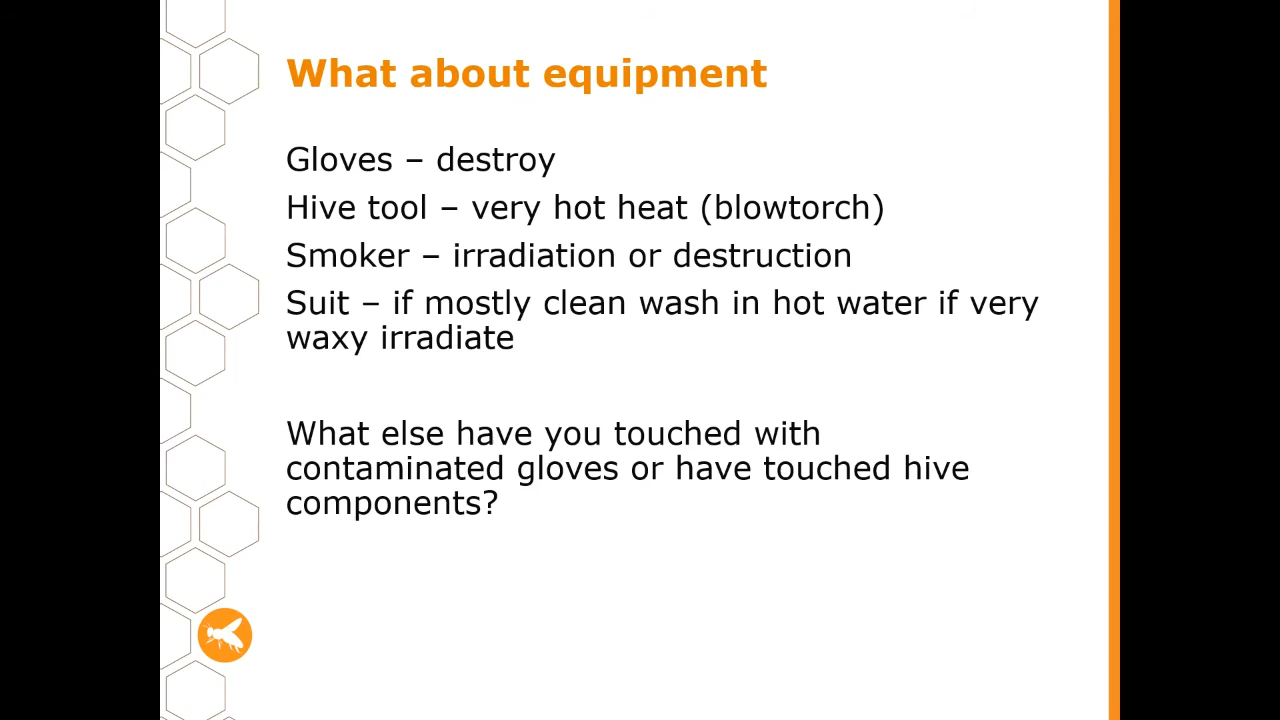 What about equipment
Gloves – destroy
Hive tool – very hot heat (blowtorch)
Smoker – irradiation or destruction
Suit – if mostly clean wash in hot water if very
waxy irradiate
What else have you touched with
contaminated gloves or have touched hive
components?